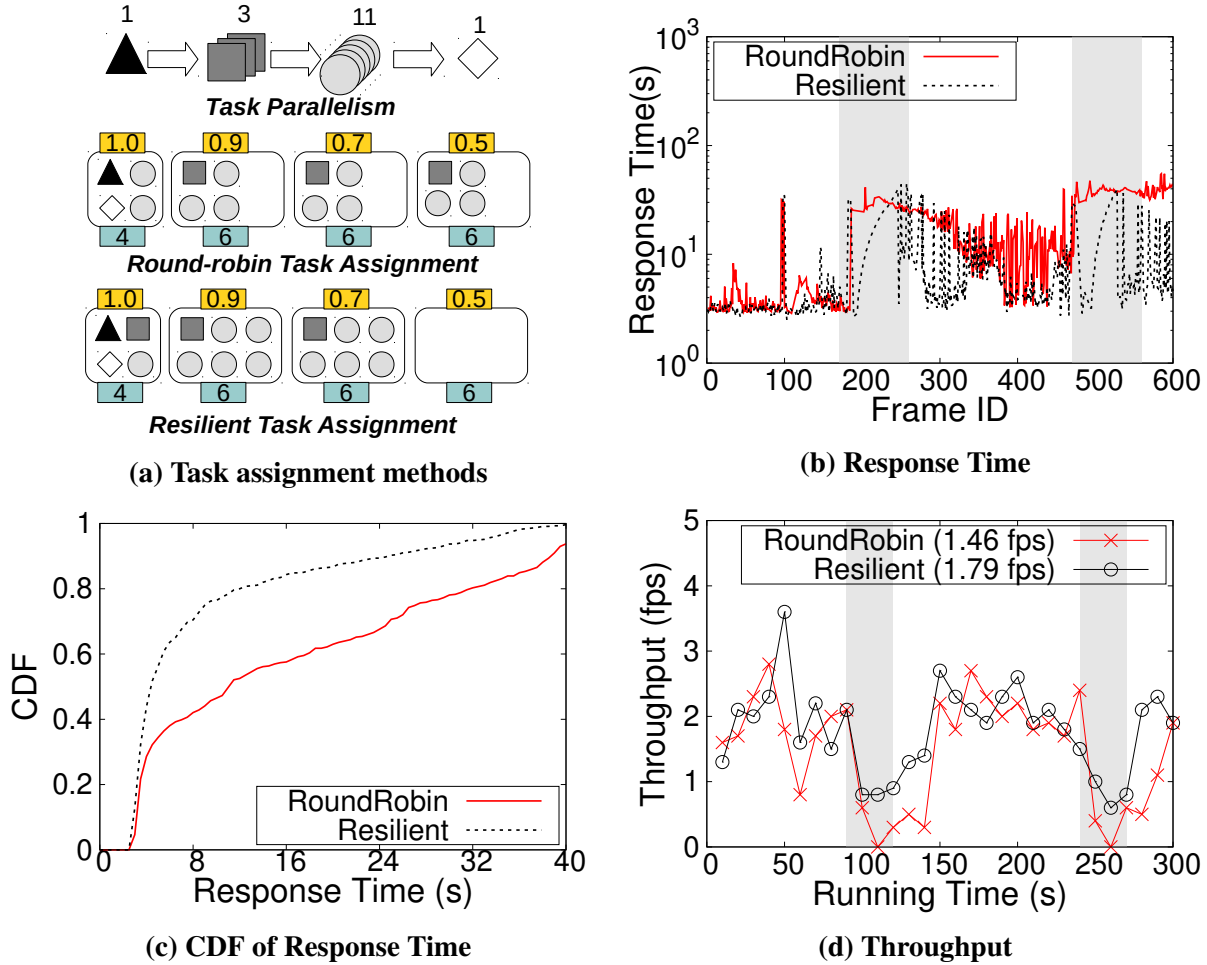 1 3 11 1
Task Parallelism
1.0 0.9 0.7 0.5
4 6 6 6
Round-robin Task Assignment
1.0 0.9 0.7 0.5
4 6 6 6
Resilient Task Assignment
(a) Task assignment methods
10^3
10^2
10^1
10^0
Response Time(s)
RoundRobin
Resilient
0 100 200 300 400 500 600
Frame ID
(b) Response Time
1
0.8
0.6
0.4
0.2
0
CDF
RoundRobin
Resilient
0 8 16 24 32 40
Response Time (s)
(c) CDF of Response Time
5
4
3
2
1
0
Throughput (fps)
RoundRobin (1.46 fps)
Resilient (1.79 fps)
0 50 100 150 200 250 300
Running Time (s)
(d) Throughput